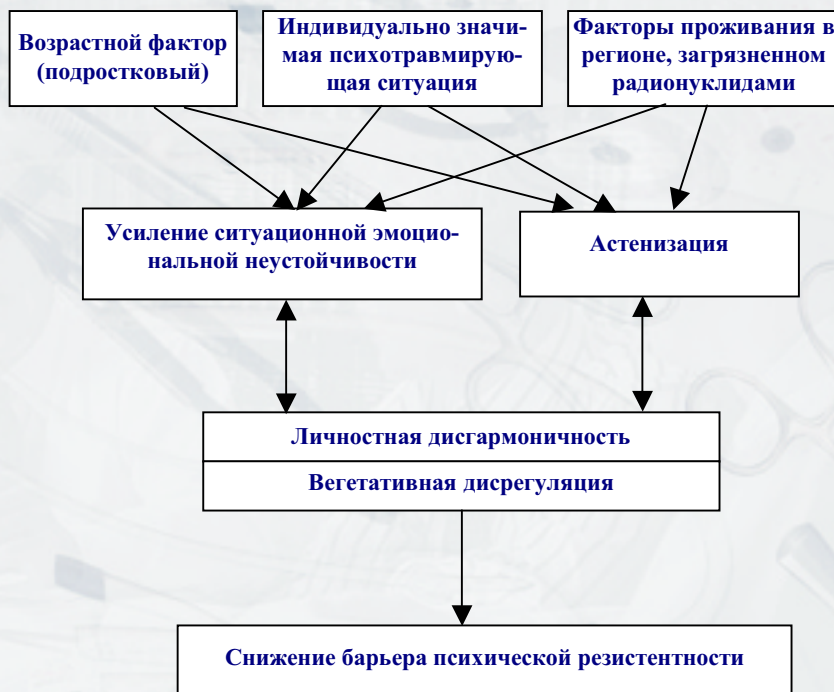 Возрастной фактор
(подростковый)
Индивидуально значи-
мая психотравмирую-
щая ситуация
Факторы проживания в
регионе, загрязненном
радионуклидами
Усиление ситуационной эмоцио-
нальной неустойчивости
Астенизация
Личностная дисгармоничность
Вегетативная дисрегуляция
Снижение барьера психической резистентности